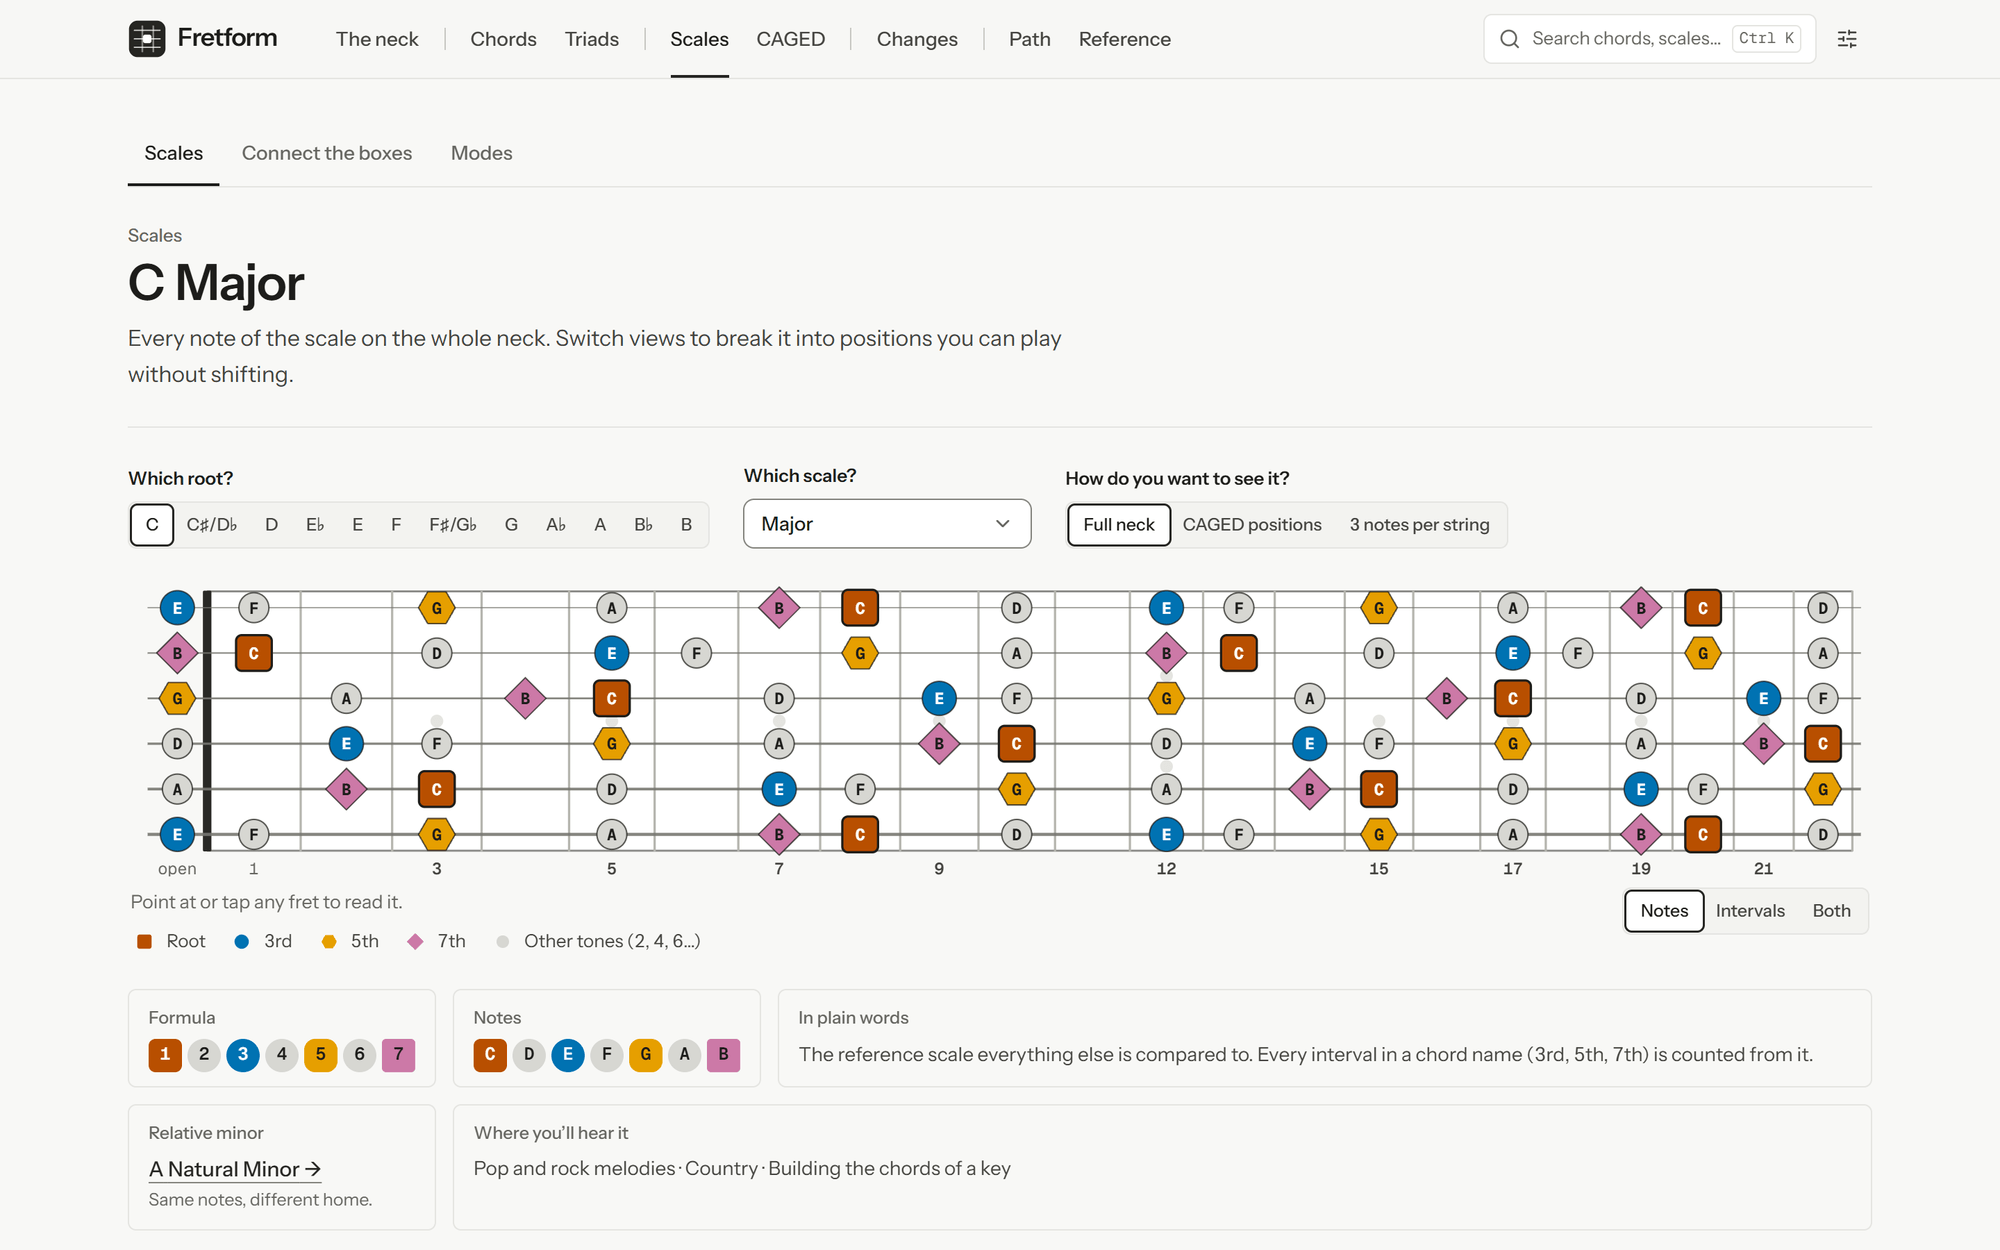 Fretform
The neck
Chords Triads
Scales CAGED
Changes
Path Reference
Search chords, scales... Ctrl K
Scales Connect the boxes Modes
Scales
C Major
Every note of the scale on the whole neck. Switch views to break it into positions you can play
without shifting.
Which root?
C C♯/D♭ D E♭ E F F♯/G♭ G A♭ A B♭ B
Which scale?
Major
How do you want to see it?
Full neck CAGED positions 3 notes per string
E F G A B C D E F G A B C D
B C D E F G A B C D E F G A
G A B C D E F G A B C D E F
D E F G A B C D E F G A B C
A B C D E F G A B C D E F G
E F G A B C D E F G A B C D
open 1 3 5 7 9 12 15 17 19 21
Point at or tap any fret to read it.
Notes Intervals Both
Root 3rd 5th 7th Other tones (2, 4, 6…)
Formula
1 2 3 4 5 6 7
Notes
C D E F G A B
In plain words
The reference scale everything else is compared to. Every interval in a chord name (3rd, 5th, 7th) is counted from it.
Relative minor
A Natural Minor →
Same notes, different home.
Where you’ll hear it
Pop and rock melodies · Country · Building the chords of a key